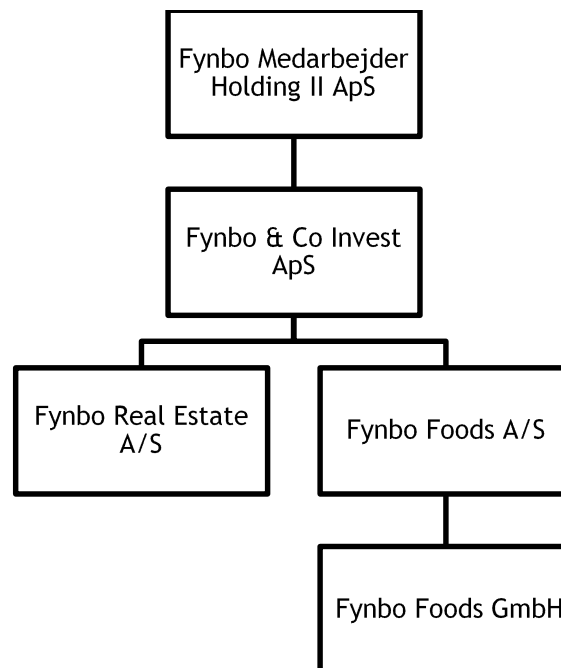 Fynbo Medarbejder
Holding II ApS
Fynbo & Co Invest
ApS
Fynbo Real Estate
A/S
Fynbo Foods A/S
Fynbo Foods GmbH